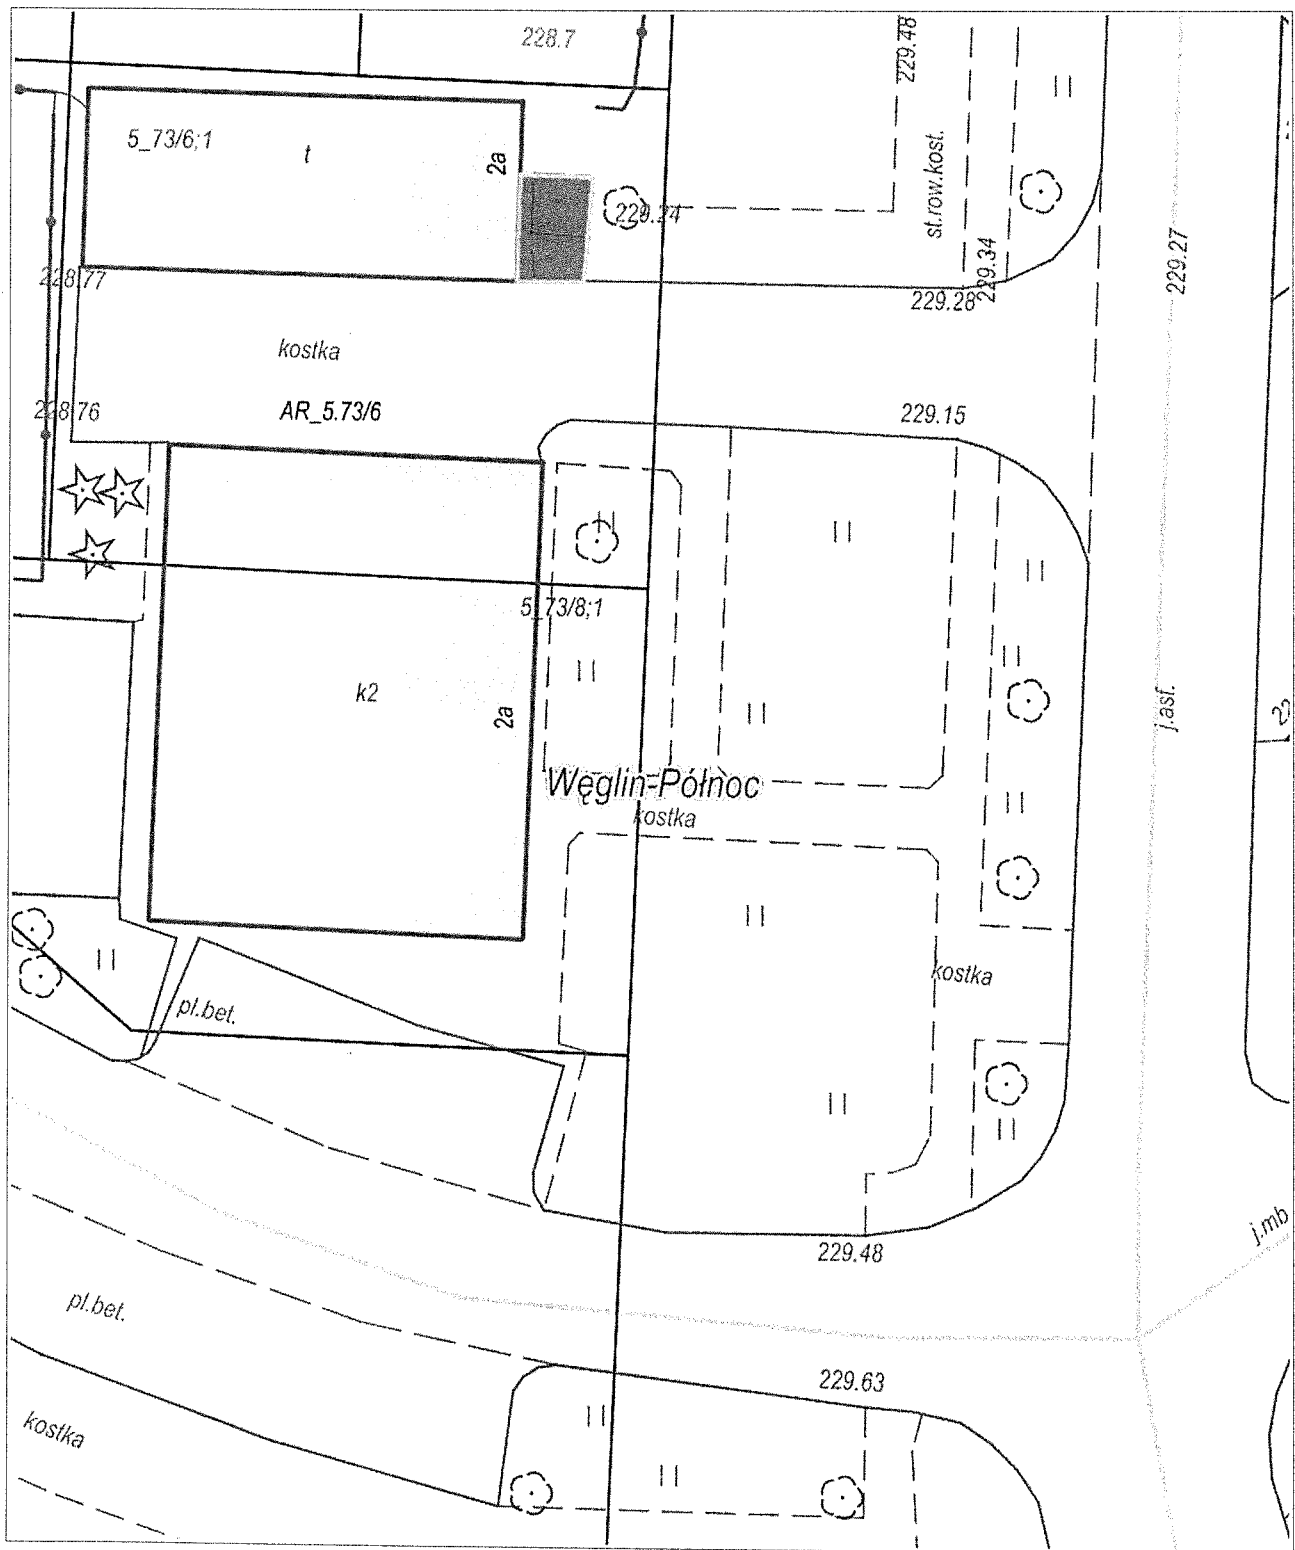 228.7
229.48
5_73/6;1
t
2a
st.row.kost.
229.24
229.34
229.27
228.77
229.28
kostka
228.76
AR_5.73/6
229.15
5_73/8;1
k2
2a
j.asf.
Węglin-Północ
kostka
kostka
pl.bet.
j.mb
229.48
pl.bet.
229.63
kostka